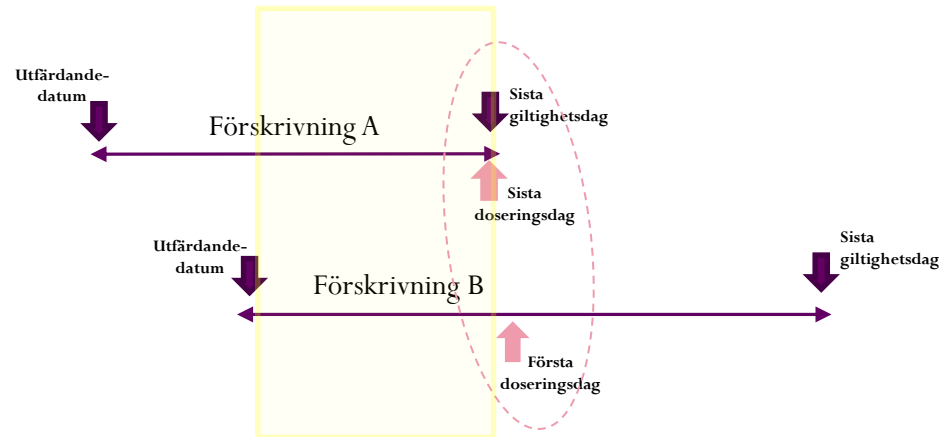 Utfärdande-
datum
Förskrivning A
Sista
giltighetsdag
Sista
doseringsdag
Utfärdande-
datum
Förskrivning B
Sista
giltighetsdag
Första
doseringsdag